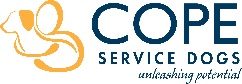 COPE
SERVICE DOGS
unleashing potential